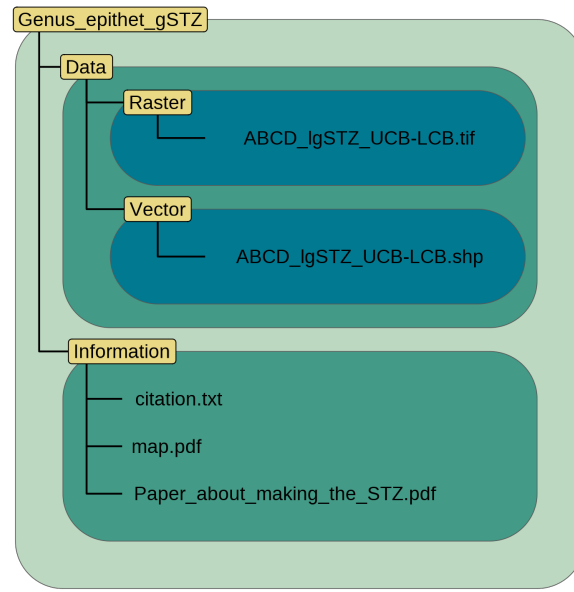 Genus_epithet_gSTZ
Data
Raster
ABCD_lgSTZ_UCB-LCB.tif
Vector
ABCD_lgSTZ_UCB-LCB.shp
Information
citation.txt
map.pdf
Paper_about_making_the_STZ.pdf